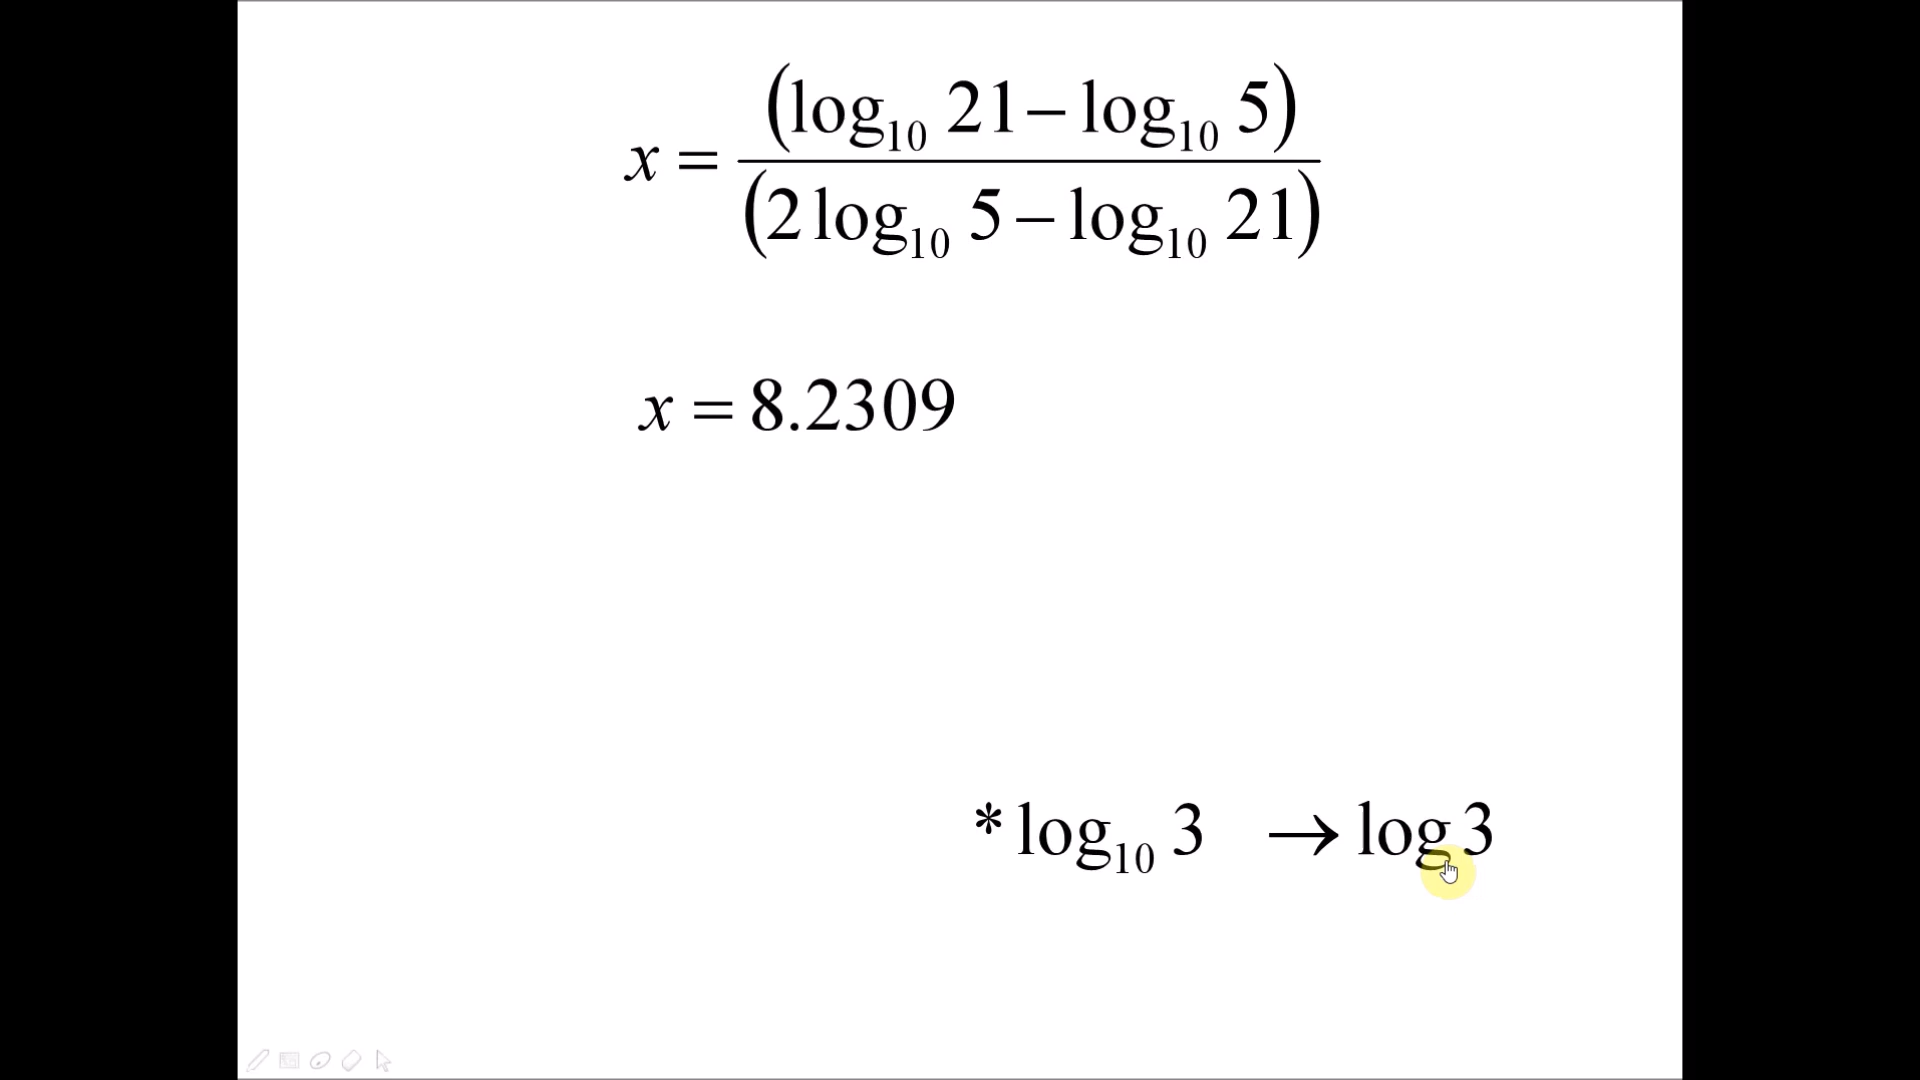 x = (log₁₀ 21 − log₁₀ 5) / (2 log₁₀ 5 − log₁₀ 21)
x = 8.2309
* log₁₀ 3 → log 3